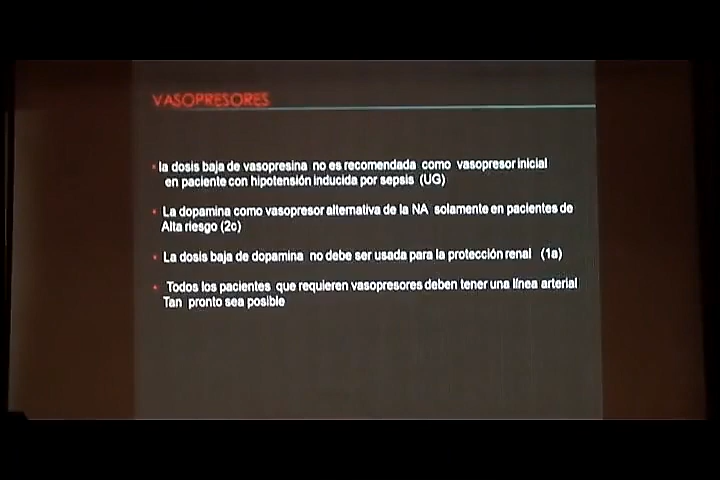 VASOPRESORES
la dosis baja de vasopresina no es recomendada como vasopresor inicial
en paciente con hipotensión inducida por sepsis (UG)
La dopamina como vasopresor alternativa de la NA solamente en pacientes de
Alta riesgo (2c)
La dosis baja de dopamina no debe ser usada para la protección renal (1a)
Todos los pacientes que requieren vasopresores deben tener una línea arterial
Tan pronto sea posible